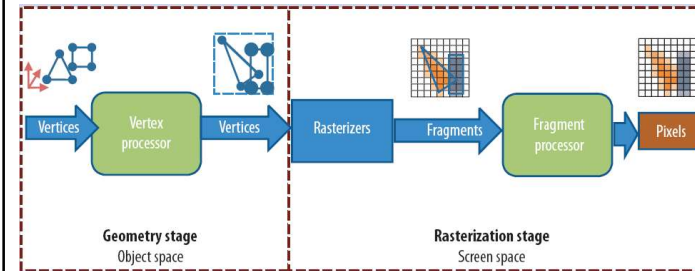 Vertices
Vertex
processor
Vertices
Rasterizers
Fragments
Fragment
processor
Pixels
Geometry stage
Object space
Rasterization stage
Screen space